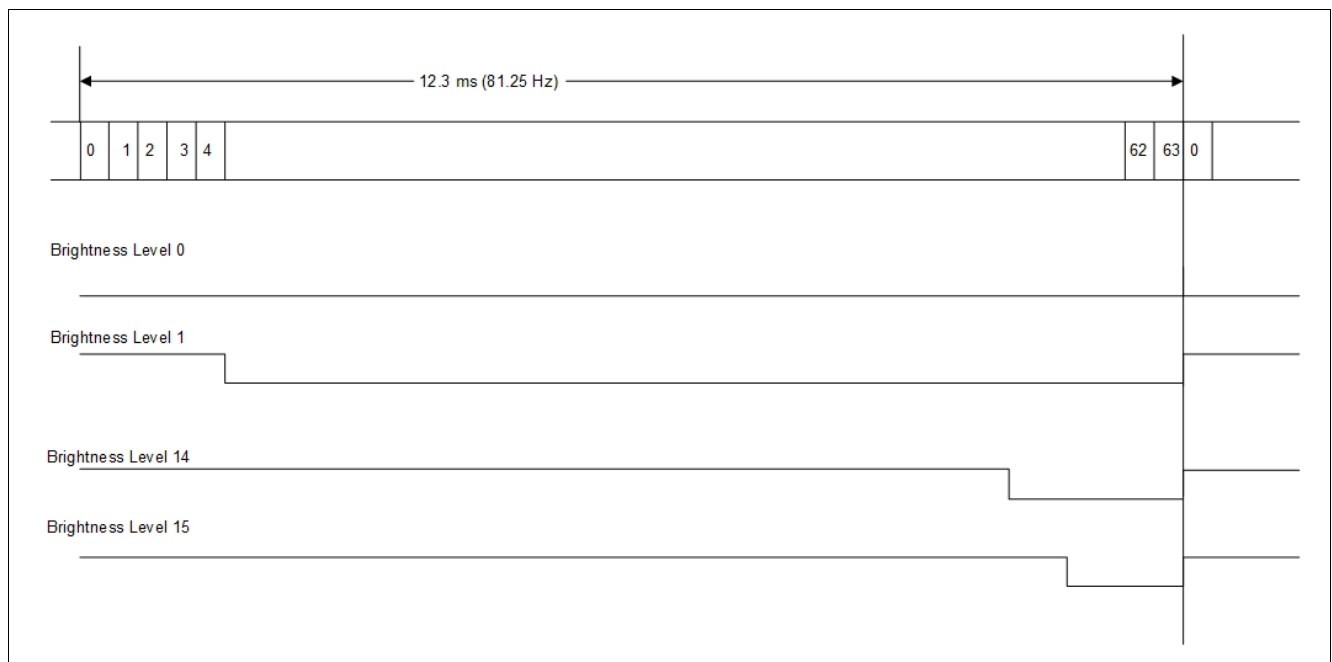 12.3 ms (81.25 Hz)
0 1 2 3 4 62 63 0
Brightness Level 0
Brightness Level 1
Brightness Level 14
Brightness Level 15